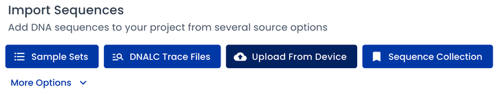 Import Sequences
Add DNA sequences to your project from several source options
Sample Sets DNALC Trace Files Upload From Device Sequence Collection
More Options